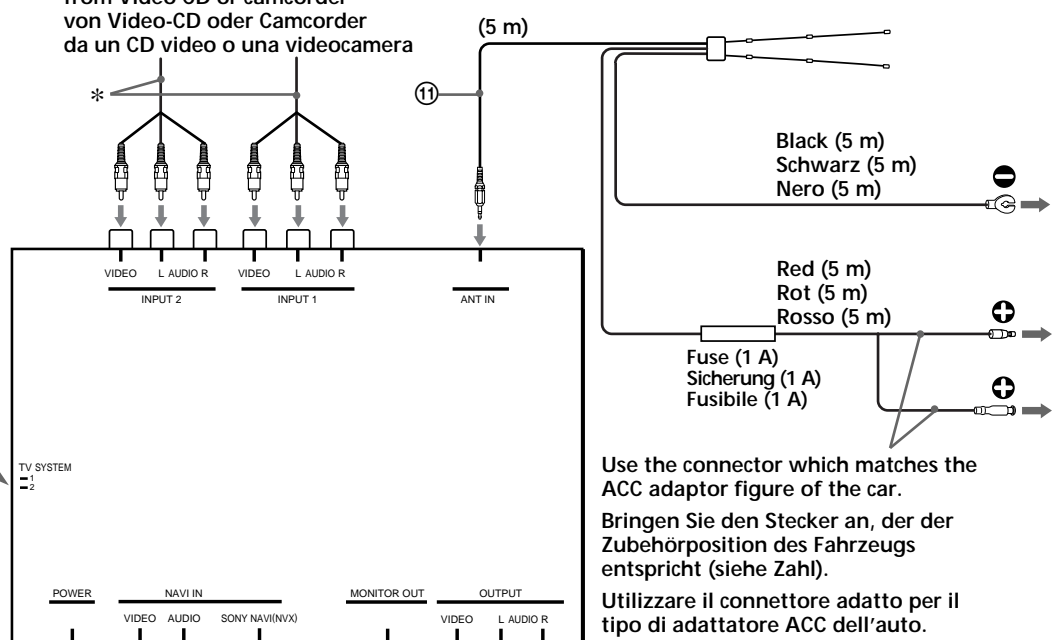 from Video-CD or camcorder
von Video-CD oder Camcorder
da un CD video o una videocamera
(5 m)
*
11
Black (5 m)
Schwarz (5 m)
Nero (5 m)
VIDEO L AUDIO R VIDEO L AUDIO R
INPUT 2 INPUT 1 ANT IN
Red (5 m)
Rot (5 m)
Rosso (5 m)
Fuse (1 A)
Sicherung (1 A)
Fusibile (1 A)
TV SYSTEM
1
2
Use the connector which matches the
ACC adaptor figure of the car.
Bringen Sie den Stecker an, der der
Zubehörposition des Fahrzeugs
entspricht (siehe Zahl).
Utilizzare il connettore adatto per il
tipo di adattatore ACC dell'auto.
POWER NAVI IN MONITOR OUT OUTPUT
VIDEO AUDIO SONY NAVI(NVX) VIDEO L AUDIO R